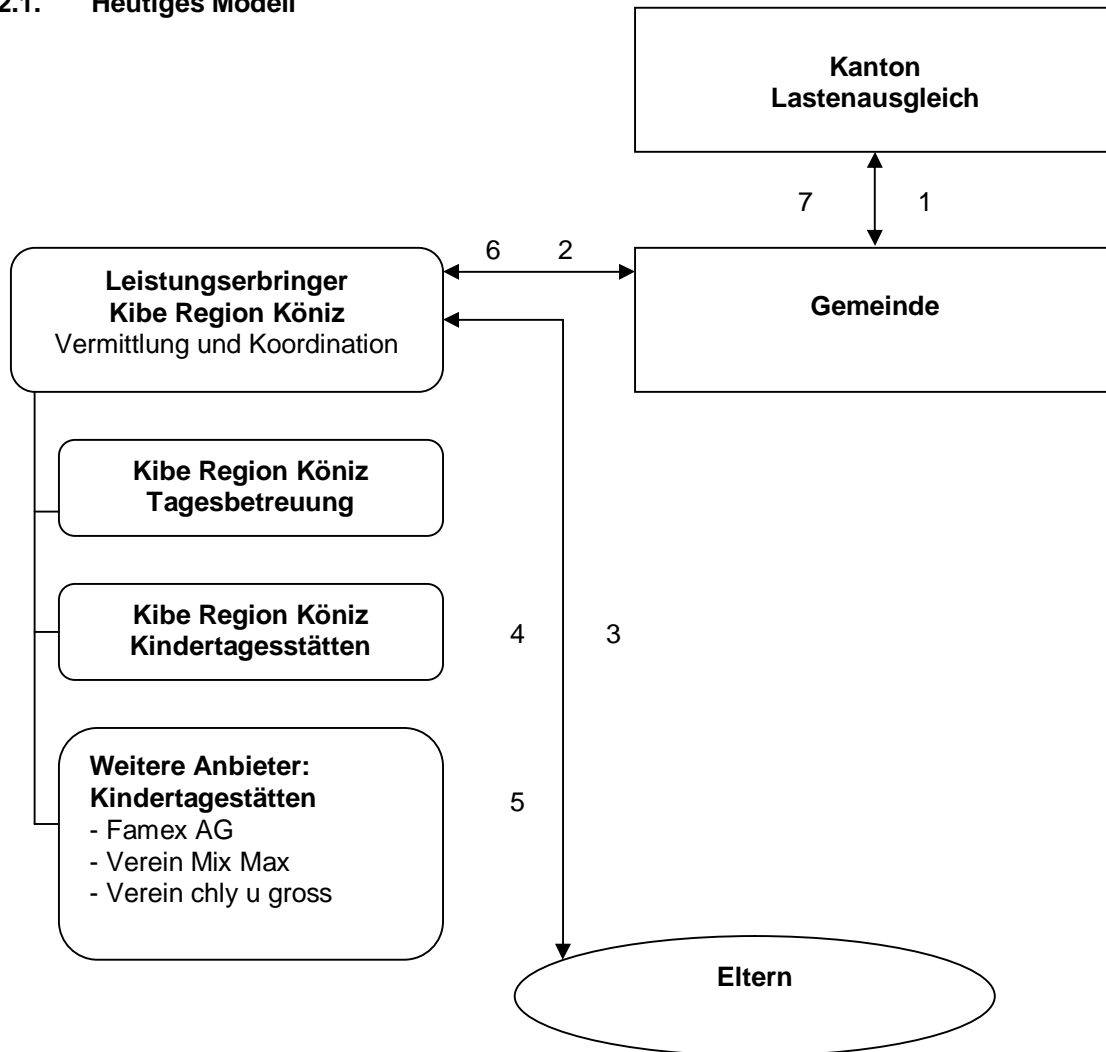 2.1. Heutiges Modell
Kanton
Lastenausgleich
7 1
6 2
Leistungserbringer
Kibe Region Köniz
Vermittlung und Koordination
Gemeinde
Kibe Region Köniz
Tagesbetreuung
Kibe Region Köniz
Kindertagesstätten
4 3
Weitere Anbieter:
Kindertagestätten
- Famex AG
- Verein Mix Max
- Verein chly u gross
5
Eltern